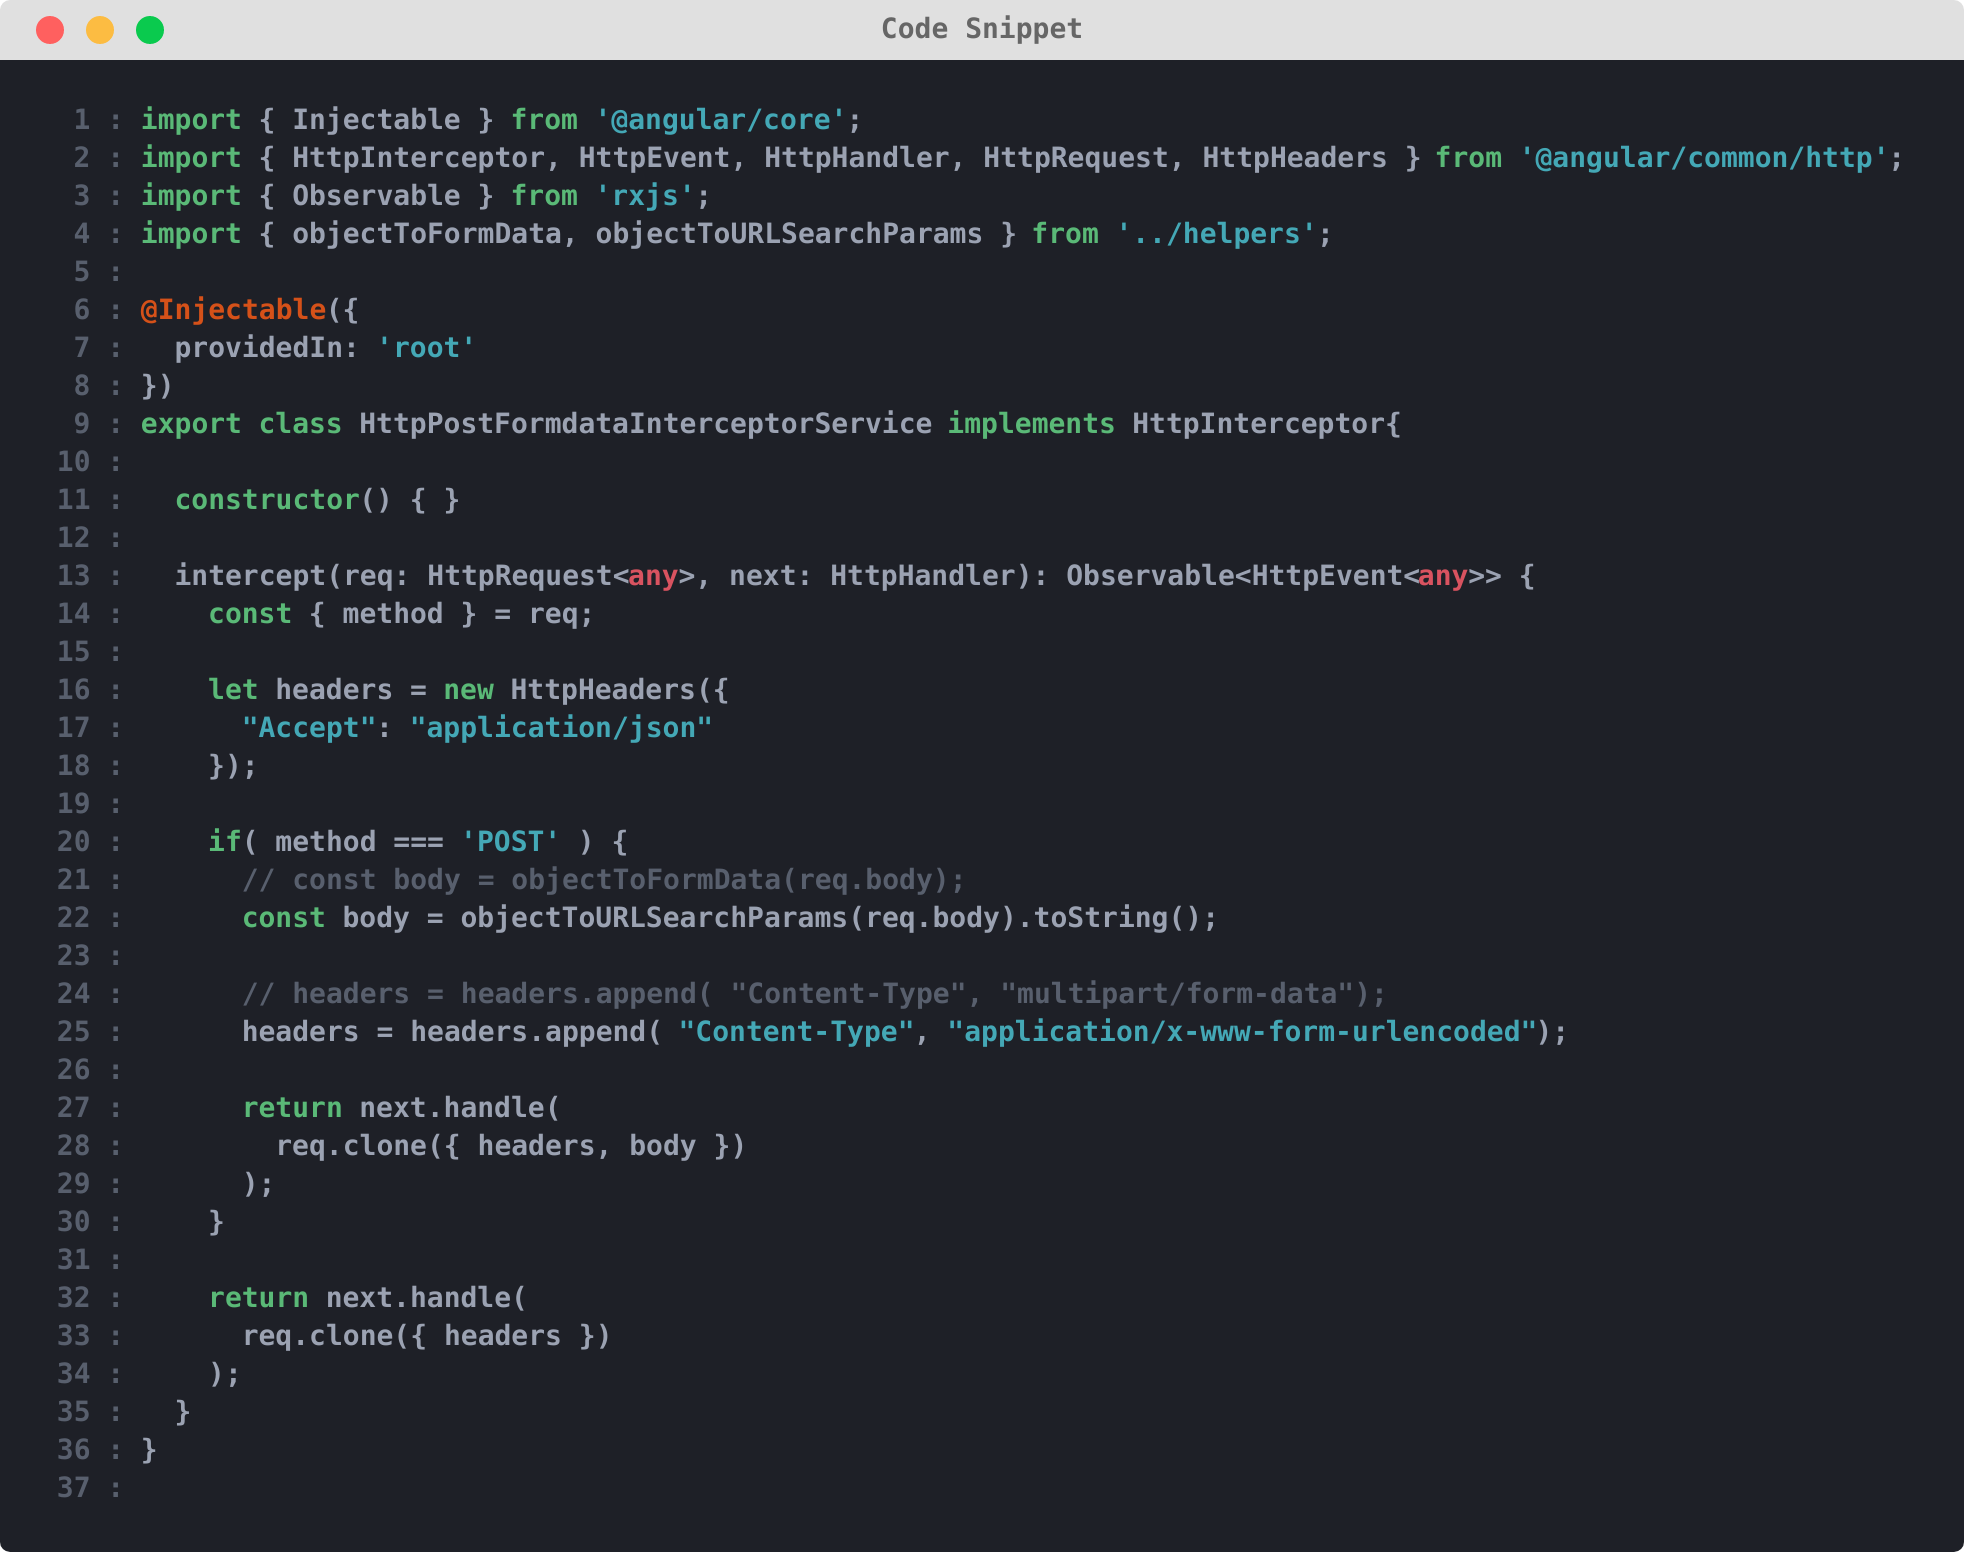 Code Snippet
1 : import { Injectable } from '@angular/core';
2 : import { HttpInterceptor, HttpEvent, HttpHandler, HttpRequest, HttpHeaders } from '@angular/common/http';
3 : import { Observable } from 'rxjs';
4 : import { objectToFormData, objectToURLSearchParams } from '../helpers';
5 :
6 : @Injectable({
7 :   providedIn: 'root'
8 : })
9 : export class HttpPostFormdataInterceptorService implements HttpInterceptor{
10 :
11 :   constructor() { }
12 :
13 :   intercept(req: HttpRequest<any>, next: HttpHandler): Observable<HttpEvent<any>> {
14 :     const { method } = req;
15 :
16 :     let headers = new HttpHeaders({
17 :       "Accept": "application/json"
18 :     });
19 :
20 :     if( method === 'POST' ) {
21 :       // const body = objectToFormData(req.body);
22 :       const body = objectToURLSearchParams(req.body).toString();
23 :
24 :       // headers = headers.append( "Content-Type", "multipart/form-data");
25 :       headers = headers.append( "Content-Type", "application/x-www-form-urlencoded");
26 :
27 :       return next.handle(
28 :         req.clone({ headers, body })
29 :       );
30 :     }
31 :
32 :     return next.handle(
33 :       req.clone({ headers })
34 :     );
35 :   }
36 : }
37 :